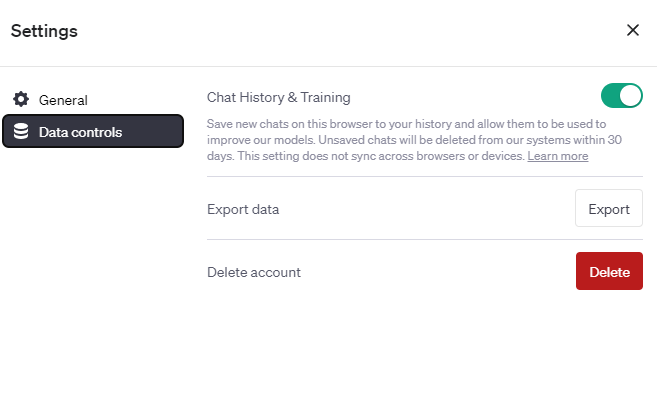 Settings
General
Data controls
Chat History & Training
Save new chats on this browser to your history and allow them to be used to
improve our models. Unsaved chats will be deleted from our systems within 30
days. This setting does not sync across browsers or devices. Learn more
Export data
Export
Delete account
Delete